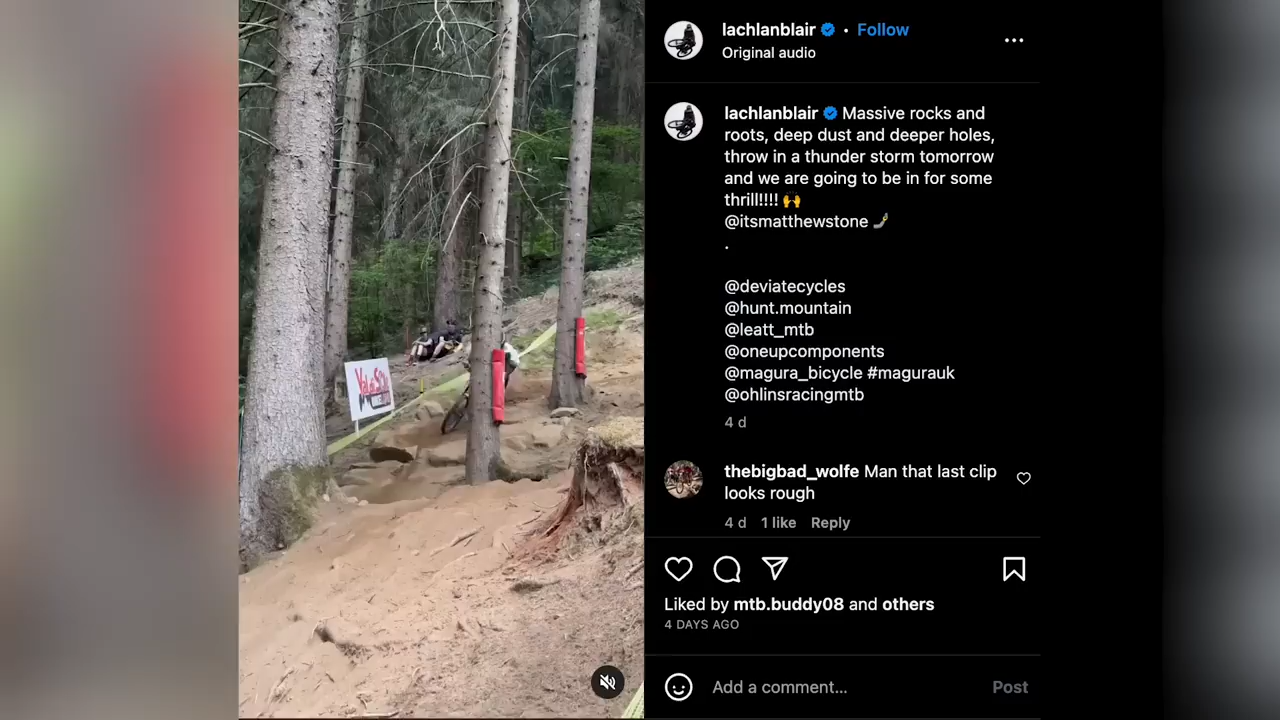 lachlanblair • Follow
Original audio
lachlanblair Massive rocks and
roots, deep dust and deeper holes,
throw in a thunder storm tomorrow
and we are going to be in for some
thrill!!!! 🙌
@itsmatthewstone 🤳
.
@deviatecycles
@hunt.mountain
@leatt_mtb
@oneupcomponents
@magura_bicycle #magurauk
@ohlinsracingmtb
4 d
thebigbad_wolfe Man that last clip
looks rough
4 d 1 like Reply
Liked by mtb.buddy08 and others
4 DAYS AGO
Add a comment... Post